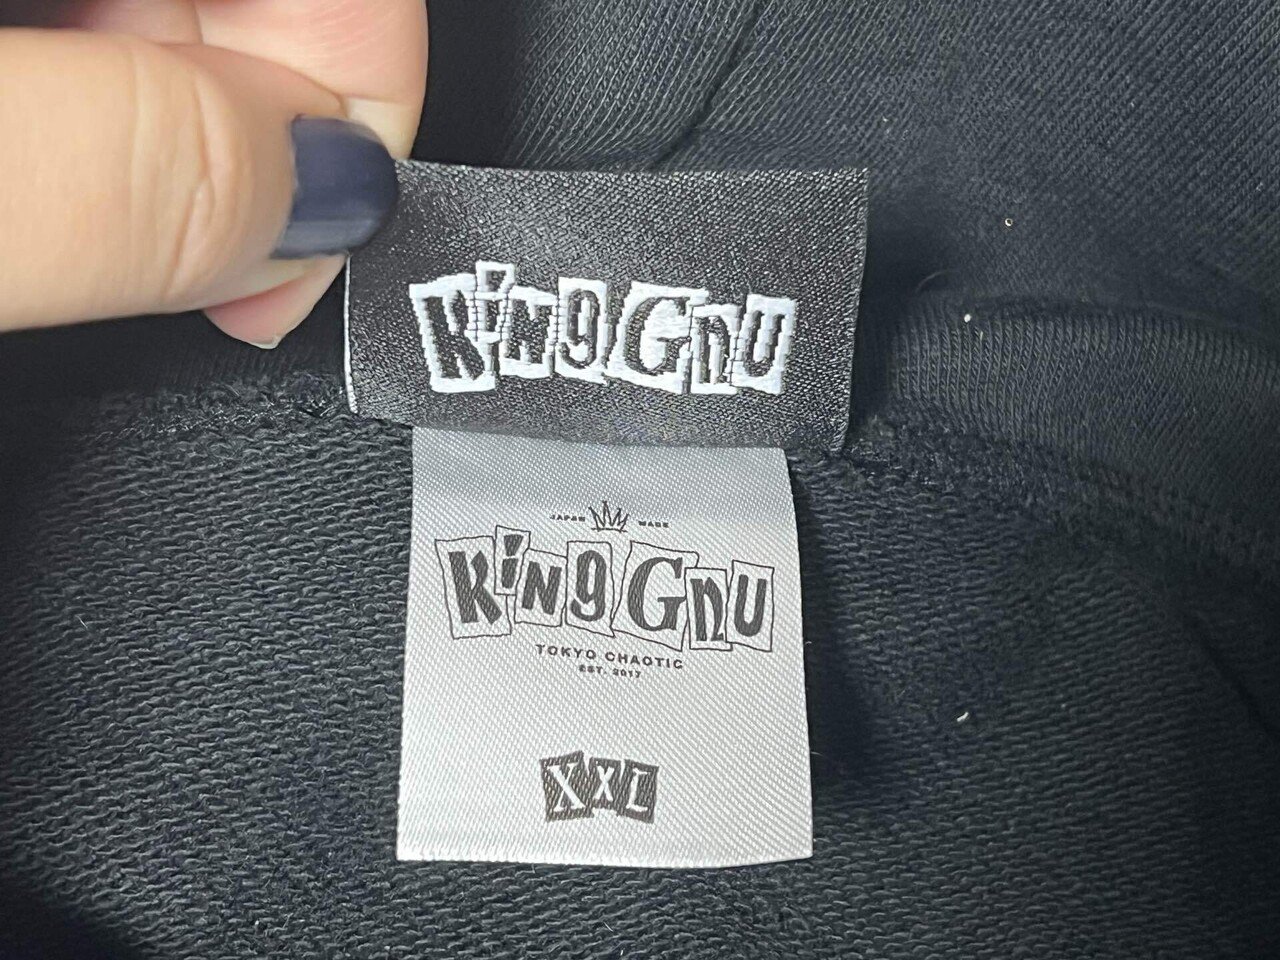 King Gnu
JAPAN MADE
King Gnu
TOKYO CHAOTIC
EST. 2017
XXL